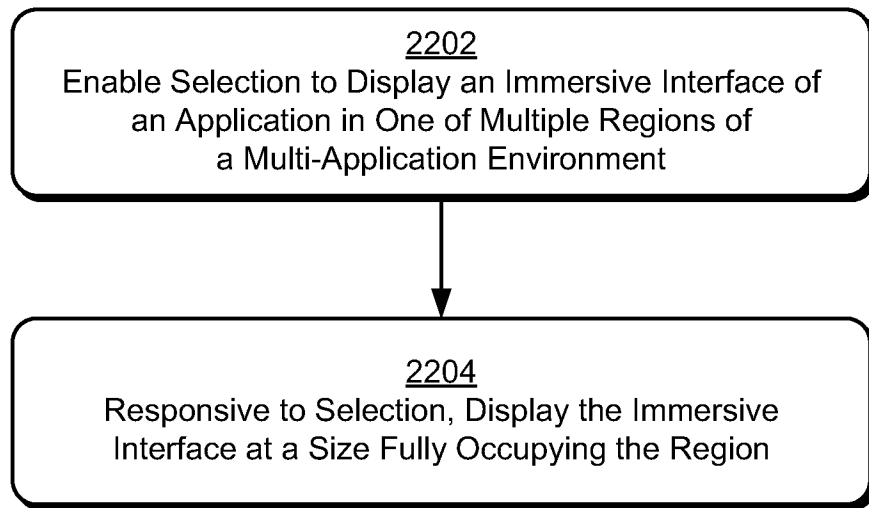 2202
Enable Selection to Display an Immersive Interface of
an Application in One of Multiple Regions of
a Multi-Application Environment
2204
Responsive to Selection, Display the Immersive
Interface at a Size Fully Occupying the Region